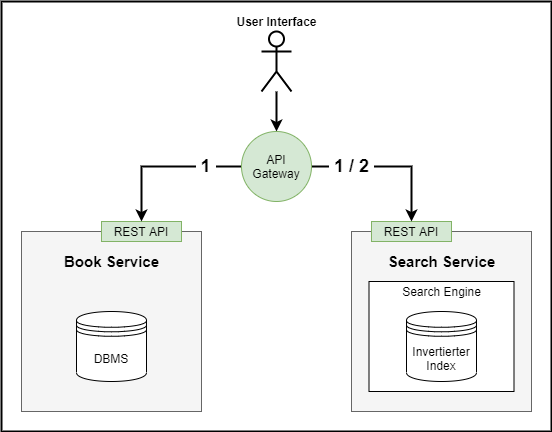 User Interface
API
Gateway
1
1 / 2
REST API
REST API
Book Service
Search Service
Search Engine
DBMS
Invertierter
Index